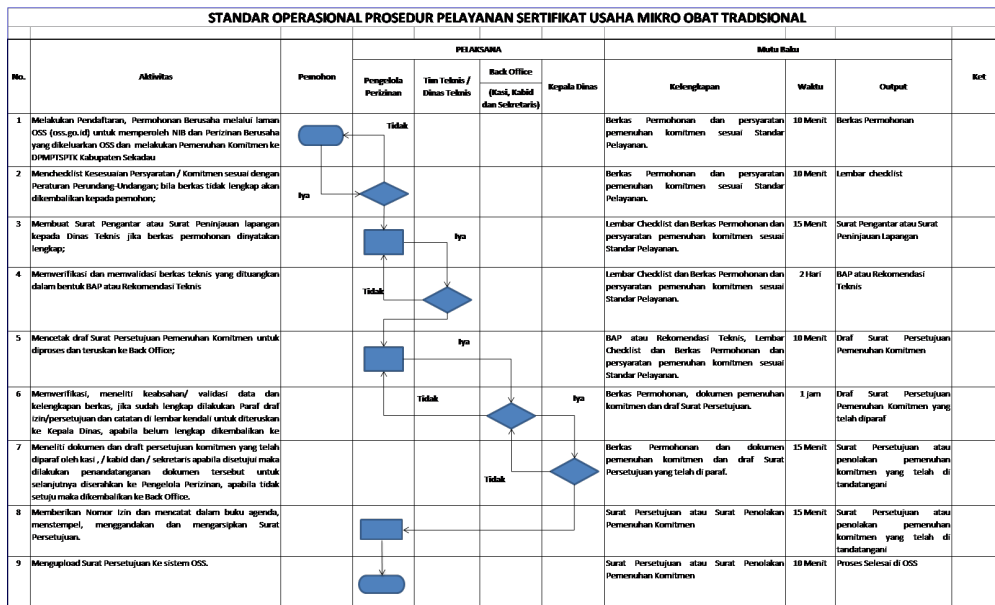 STANDAR OPERASIONAL PROSEDUR PELAYANAN SERTIFIKAT USAHA MIKRO OBAT TRADISIONAL
No.
Aktivitas
Pemohon
PELAKSANA
Pengelola
Perizinan
Tim Teknis /
Dinas Teknis
Back Office
(Kasi, Kabid
dan Sekretaris)
Kepala Dinas
Mutu Baku
Kelengkapan
Waktu
Output
Ket
1
Melakukan Pendaftaran, Permohonan Berusaha melalui laman
OSS (oss.go.id) untuk memperoleh NIB dan Perizinan Berusaha
yang dikeluarkan OSS dan melakukan Pemenuhan Komitmen ke
DPMPTSPTK Kabupaten Sekadau
Tidak
Berkas Permohonan dan persyaratan
pemenuhan komitmen sesuai Standar
Pelayanan.
10 Menit
Berkas Permohonan
2
Menchecklist Kesesuaian Persyaratan / Komitmen sesuai dengan
Peraturan Perundang-Undangan; bila berkas tidak lengkap akan
dikembalikan kepada pemohon;
Iya
Berkas Permohonan dan persyaratan
pemenuhan komitmen sesuai Standar
Pelayanan.
10 Menit
Lembar checklist
3
Membuat Surat Pengantar atau Surat Peninjauan lapangan
kepada Dinas Teknis jika berkas permohonan dinyatakan
lengkap;
Iya
Lembar Checklist dan Berkas Permohonan dan
persyaratan pemenuhan komitmen sesuai
Standar Pelayanan.
15 Menit
Surat Pengantar atau Surat
Peninjauan Lapangan
4
Memverifikasi dan memvalidasi berkas teknis yang dituangkan
dalam bentuk BAP atau Rekomendasi Teknis
Tidak
Lembar Checklist dan Berkas Permohonan dan
persyaratan pemenuhan komitmen sesuai
Standar Pelayanan.
2 Hari
BAP atau Rekomendasi
Teknis
5
Mencetak draf Surat Persetujuan Pemenuhan Komitmen untuk
diproses dan teruskan ke Back Office;
Iya
BAP atau Rekomendasi Teknis, Lembar
Checklist dan Berkas Permohonan dan
persyaratan pemenuhan komitmen sesuai
Standar Pelayanan.
10 Menit
Draf Surat Persetujuan
Pemenuhan Komitmen
6
Memverifikasi, meneliti keabsahan/ validasi data dan
kelengkapan berkas, jika sudah lengkap dilakukan Paraf draf
izin/persetujuan dan catatan di lembar kendali untuk diteruskan
ke Kepala Dinas, apabila belum lengkap dikembalikan ke
Tidak
Iya
Berkas Permohonan, dokumen pemenuhan
komitmen dan draf Surat Persetujuan.
1 jam
Draf Surat Persetujuan
Pemenuhan Komitmen yang
telah diparaf
7
Meneliti dokumen dan draft persetujuan komitmen yang telah
diparaf oleh kasi , / kabid dan / sekretaris apabila disetujui maka
dilakukan penandatanganan dokumen tersebut untuk
selanjutnya diserahkan ke Pengelola Perizinan, apabila tidak
setuju maka dikembalikan ke Back Office.
Tidak
Berkas Permohonan dan dokumen
pemenuhan komitmen dan draf Surat
Persetujuan yang telah di paraf.
15 Menit
Surat Persetujuan atau
penolakan pemenuhan
komitmen yang telah di
tandatangani
8
Memberikan Nomor Izin dan mencatat dalam buku agenda,
menstempel, menggandakan dan mengarsipkan Surat
Persetujuan.
Surat Persetujuan atau Surat Penolakan
Pemenuhan Komitmen
15 Menit
Surat Persetujuan atau
penolakan pemenuhan
komitmen yang telah di
tandatangani
9
Mengupload Surat Persetujuan Ke sistem OSS.
Surat Persetujuan atau Surat Penolakan
Pemenuhan Komitmen
10 Menit
Proses Selesai di OSS